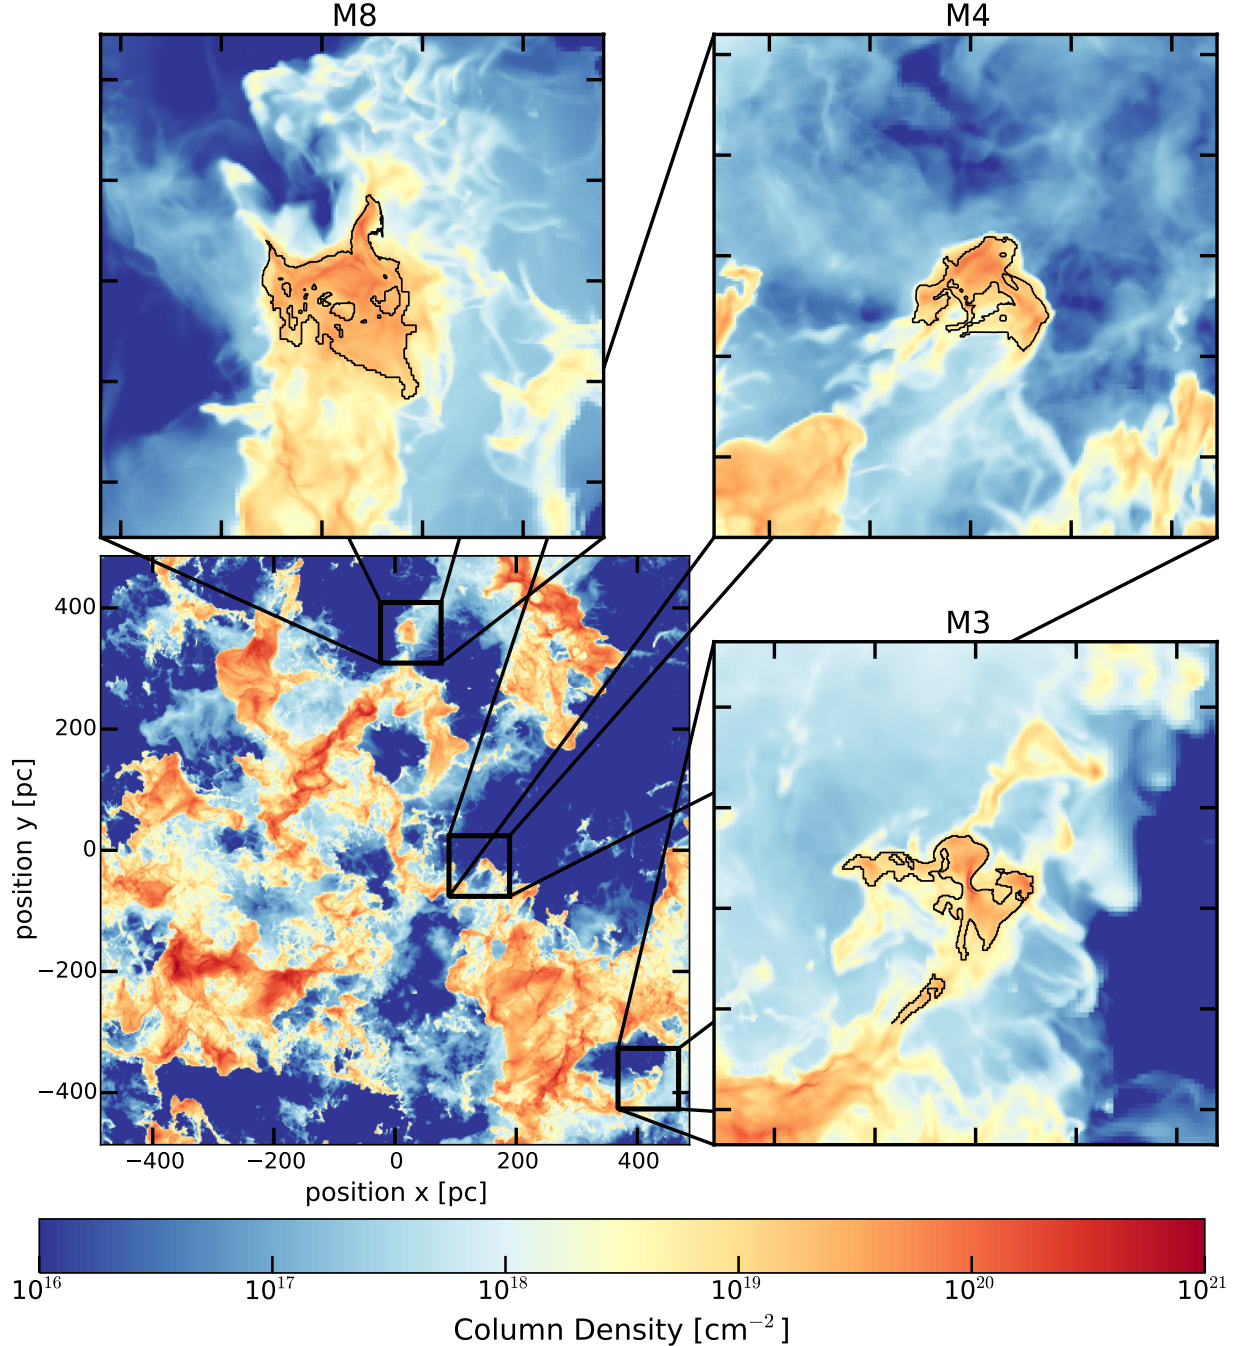 M8
M4
400
200
0
−200
−400
position y [pc]
M3
−400
−200
0
200
400
position x [pc]
10^16
10^17
10^18
10^19
10^20
10^21
Column Density [cm^−2]